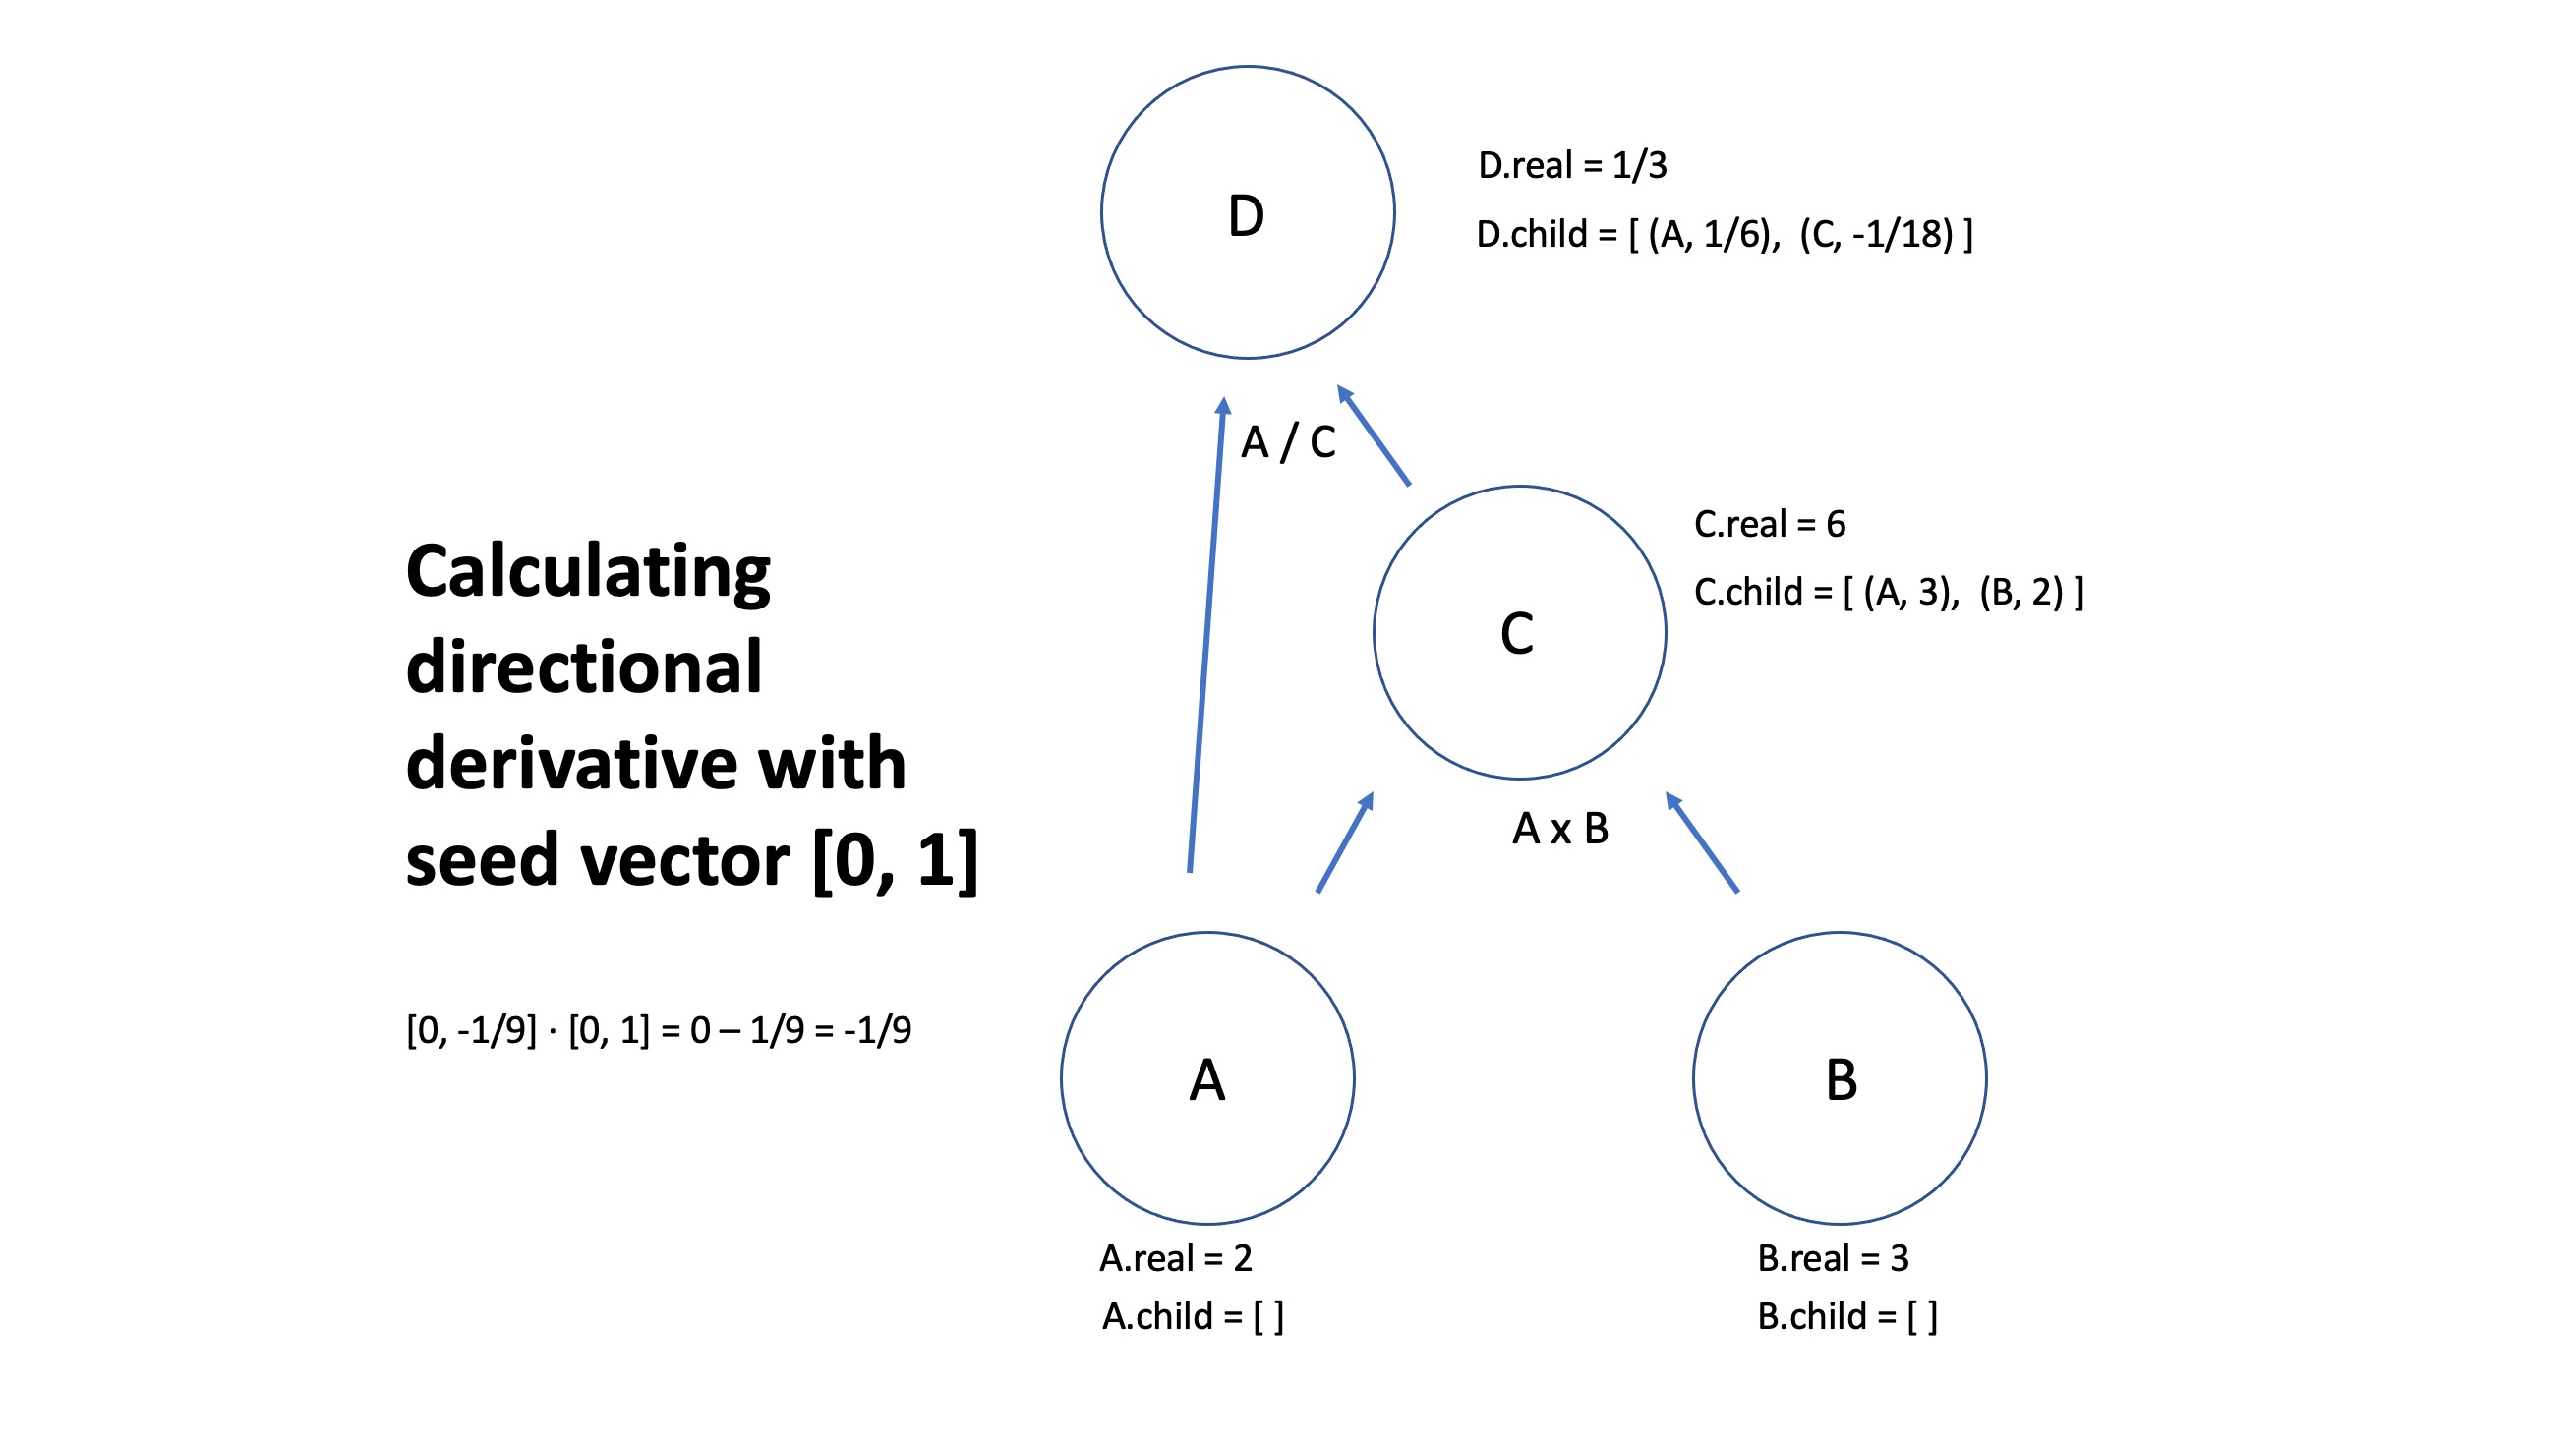 D
D.real = 1/3
D.child = [ (A, 1/6),  (C, -1/18) ]
A / C
C
C.real = 6
C.child = [ (A, 3),  (B, 2) ]
A x B
Calculating
directional
derivative with
seed vector [0, 1]
[0, -1/9] · [0, 1] = 0 – 1/9 = -1/9
A
A.real = 2
A.child = [ ]
B
B.real = 3
B.child = [ ]